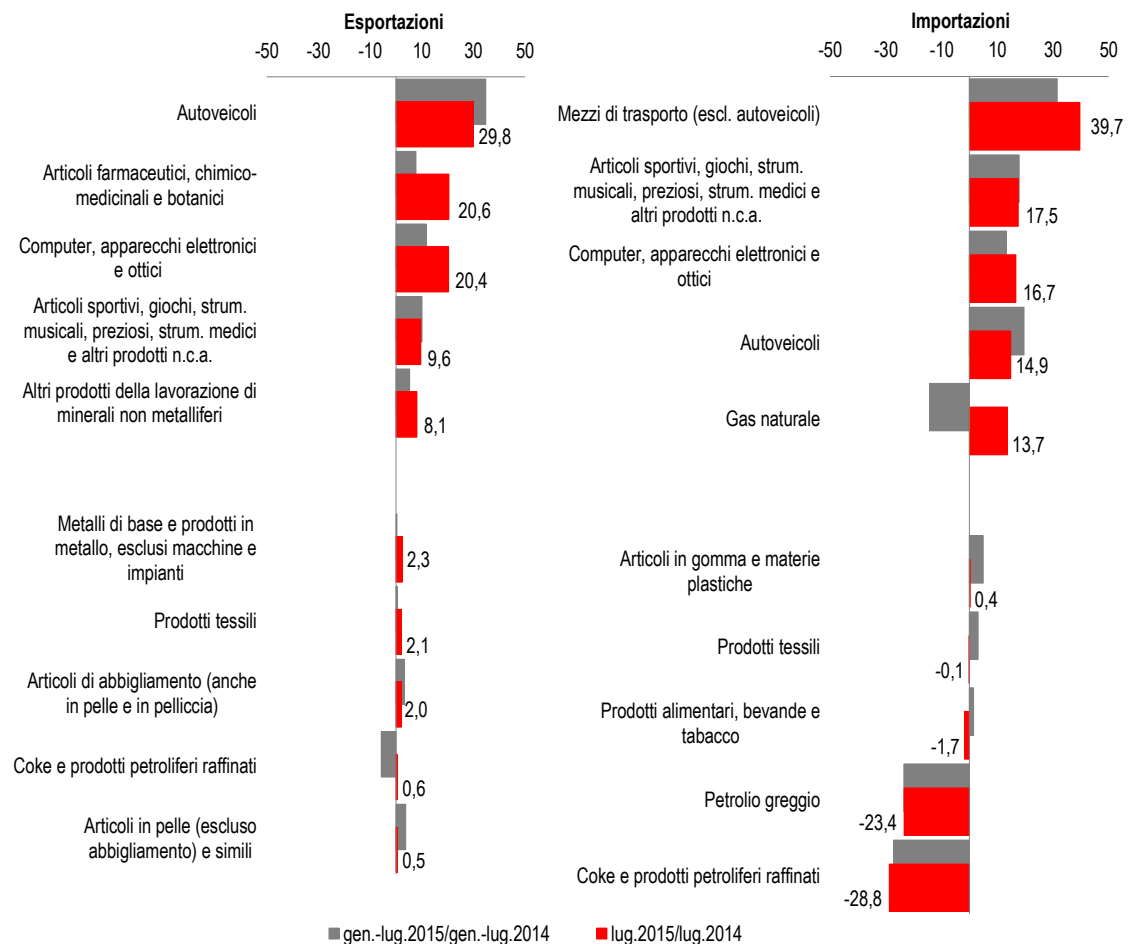 Esportazioni
-50 -30 -10 10 30 50
Autoveicoli
29,8
Articoli farmaceutici, chimico-
medicinali e botanici
20,6
Computer, apparecchi elettronici
e ottici
20,4
Articoli sportivi, giochi, strum.
musicali, preziosi, strum. medici
e altri prodotti n.c.a.
9,6
Altri prodotti della lavorazione di
minerali non metalliferi
8,1
Metalli di base e prodotti in
metallo, esclusi macchine e
impianti
2,3
Prodotti tessili
2,1
Articoli di abbigliamento (anche
in pelle e in pelliccia)
2,0
Coke e prodotti petroliferi raffinati
0,6
Articoli in pelle (escluso
abbigliamento) e simili
0,5
Importazioni
-50 -30 -10 10 30 50
Mezzi di trasporto (escl. autoveicoli)
39,7
Articoli sportivi, giochi, strum.
musicali, preziosi, strum. medici e
altri prodotti n.c.a.
17,5
Computer, apparecchi elettronici e
ottici
16,7
Autoveicoli
14,9
Gas naturale
13,7
Articoli in gomma e materie
plastiche
0,4
Prodotti tessili
-0,1
Prodotti alimentari, bevande e
tabacco
-1,7
Petrolio greggio
-23,4
Coke e prodotti petroliferi raffinati
-28,8
gen.-lug.2015/gen.-lug.2014
lug.2015/lug.2014